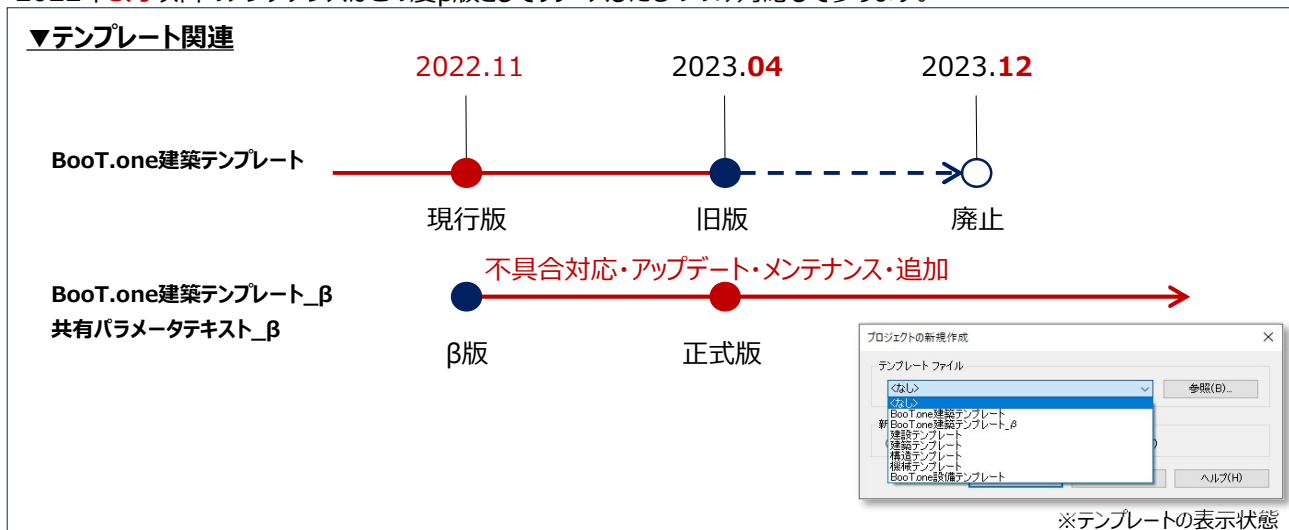 ▼テンプレート関連
2022.11 2023.04 2023.12
BooT.one建築テンプレート
現行版 旧版 廃止
不具合対応・アップデート・メンテナンス・追加
BooT.one建築テンプレート_β
共有パラメータテキスト_β
β版 正式版
プロジェクトの新規作成
テンプレート ファイル
<なし> 参照(B)...
<なし>
BooT.one建築テンプレート
BooT.one建築テンプレート_β
建設テンプレート
建築テンプレート
構造テンプレート
機械テンプレート
BooT.one設備テンプレート
ヘルプ(H)
※テンプレートの表示状態